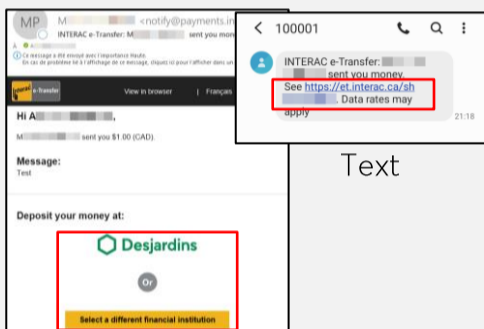 MP
M <notify@payments.in
INTERAC e-Transfer: M sent you mon
À
Ce message a été envoyé avec l'importance Haute.
En cas de problème lié à l'affichage de ce message, cliquez ici pour l'afficher dans un
Interac e-Transfer
View in browser | Français
Hi A ,
M sent you $1.00 (CAD).
Message:
Test
Deposit your money at:
Desjardins
Or
Select a different financial institution
100001
INTERAC e-Transfer:
sent you money.
See https://et.interac.ca/sh
. Data rates may
apply
21:18
Text